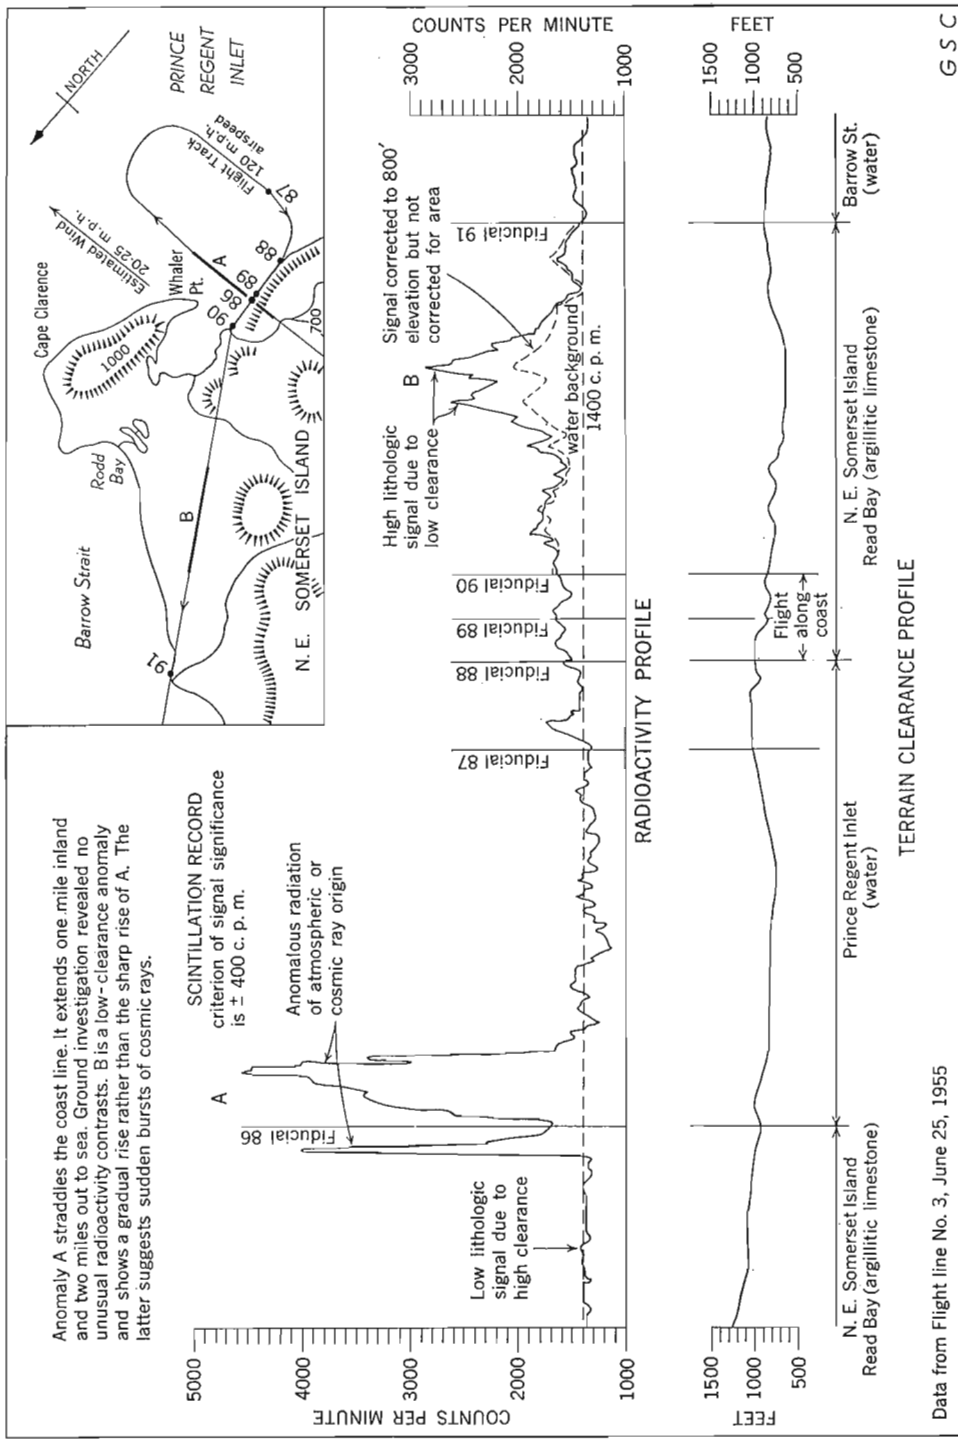 Anomaly A straddles the coast line. It extends one mile inland
and two miles out to sea. Ground investigation revealed no
unusual radioactivity contrasts. B is a low-clearance anomaly
and shows a gradual rise rather than the sharp rise of A. The
latter suggests sudden bursts of cosmic rays.
Barrow Strait
Rodd
Bay
Cape Clarence
1000
Whaler
Pt.
Estimated Wind
20-25 m.p.h.
NORTH
PRINCE
REGENT
INLET
Flight Track
120 m.p.h.
airspeed
A
B
91
90
86
89
88
87
700
N. E. SOMERSET ISLAND
SCINTILLATION RECORD
criterion of signal significance
is ± 400 c. p. m.
Anomalous radiation
of atmospheric or
cosmic ray origin
A
Low lithologic
signal due to
high clearance
High lithologic
signal due to
low clearance
B
Signal corrected to 800'
elevation but not
corrected for area
water background
1400 c. p. m.
Fiducial 86
Fiducial 87
Fiducial 88
Fiducial 89
Fiducial 90
Fiducial 91
COUNTS PER MINUTE
5000
4000
3000
2000
1000
COUNTS PER MINUTE
3000
2000
1000
RADIOACTIVITY PROFILE
FEET
1500
1000
500
FEET
1500
1000
500
Flight
along
coast
N. E. Somerset Island
Read Bay (argillitic limestone)
Prince Regent Inlet
(water)
N. E. Somerset Island
Read Bay (argillitic limestone)
Barrow St.
(water)
TERRAIN CLEARANCE PROFILE
Data from Flight line No. 3, June 25, 1955
G S C